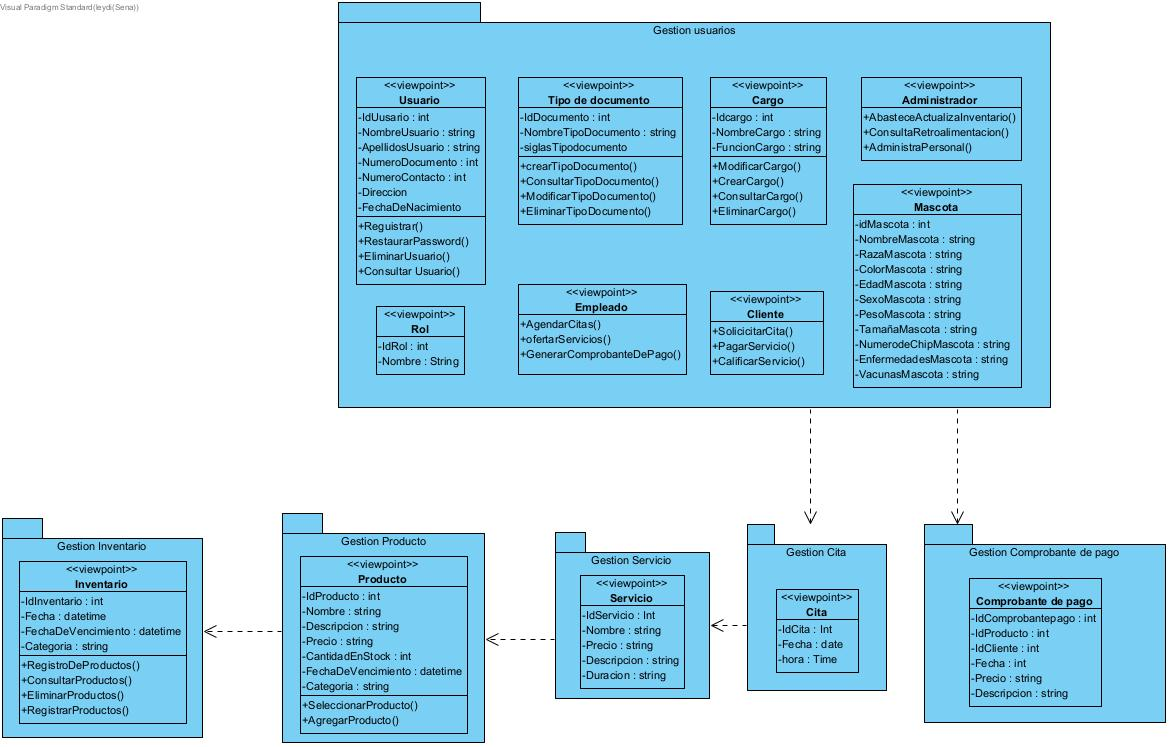 Visual Paradigm Standard(leydi(Sena))
Gestion usuarios
<<viewpoint>>
Usuario
-IdUusario : int
-NombreUsuario : string
-ApellidosUsuario : string
-NumeroDocumento : int
-NumeroContacto : int
-Direccion
-FechaDeNacimiento
+Reguistrar()
+RestaurarPassword()
+EliminarUsuario()
+Consultar Usuario()
<<viewpoint>>
Tipo de documento
-IdDocumento : int
-NombreTipoDocumento : string
-siglasTipodocumento
+crearTipoDocumento()
+ConsultarTipoDocumento()
+ModificarTipoDocumento()
+EliminarTipoDocumento()
<<viewpoint>>
Cargo
-Idcargo : int
-NombreCargo : string
-FuncionCargo : string
+ModificarCargo()
+CrearCargo()
+ConsultarCargo()
+EliminarCargo()
<<viewpoint>>
Administrador
+AbasteceActualizaInventario()
+ConsultaRetroalimentacion()
+AdministraPersonal()
<<viewpoint>>
Mascota
-idMascota : int
-NombreMascota : string
-RazaMascota : string
-ColorMascota : string
-EdadMascota : string
-SexoMascota : string
-PesoMascota : string
-TamañaMascota : string
-NumerodeChipMascota : string
-EnfermedadesMascota : string
-VacunasMascota : string
<<viewpoint>>
Rol
-IdRol : int
-Nombre : String
<<viewpoint>>
Empleado
+AgendarCitas()
+ofertarServicios()
+GenerarComprobanteDePago()
<<viewpoint>>
Cliente
+SolicicitarCita()
+PagarServicio()
+CalificarServicio()
Gestion Inventario
<<viewpoint>>
Inventario
-IdInventario : int
-Fecha : datetime
-FechaDeVencimiento : datetime
-Categoria : string
+RegistroDeProductos()
+ConsultarProductos()
+EliminarProductos()
+RegistrarProductos()
Gestion Producto
<<viewpoint>>
Producto
-IdProducto : int
-Nombre : string
-Descripcion : string
-Precio : string
-CantidadEnStock : int
-FechaDeVencimiento : datetime
-Categoria : string
+SeleccionarProducto()
+AgregarProducto()
Gestion Servicio
<<viewpoint>>
Servicio
-IdServicio : Int
-Nombre : string
-Precio : string
-Descripcion : string
-Duracion : string
Gestion Cita
<<viewpoint>>
Cita
-IdCita : Int
-Fecha : date
-hora : Time
Gestion Comprobante de pago
<<viewpoint>>
Comprobante de pago
-IdComprobantepago : int
-IdProducto : int
-IdCliente : int
-Fecha : int
-Precio : string
-Descripcion : string